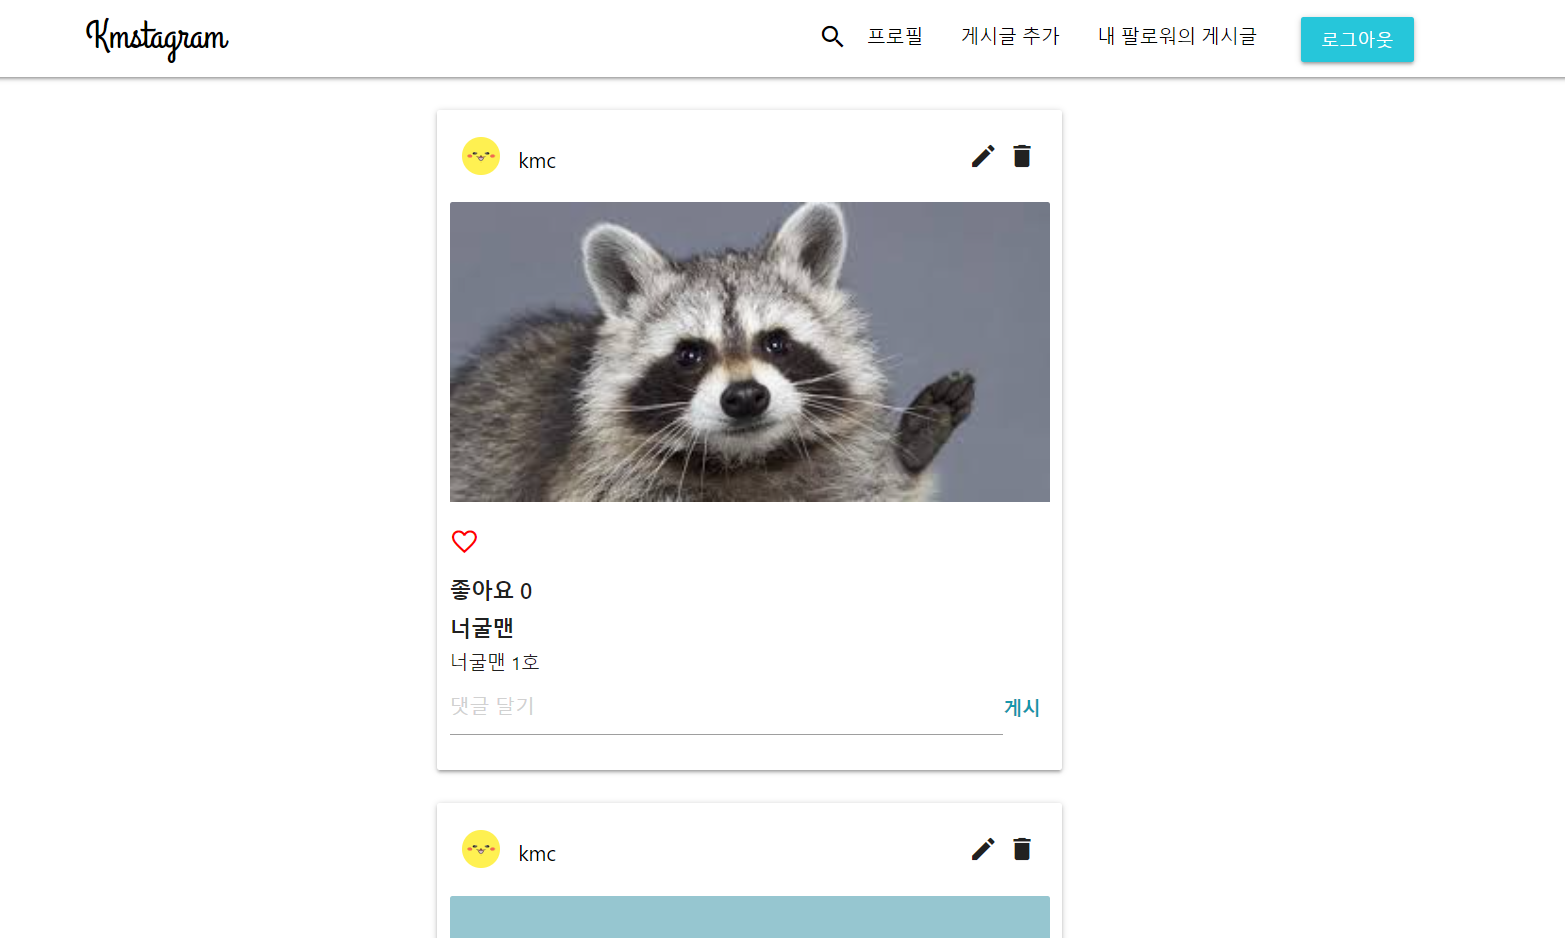 Kmstagram
프로필
게시글 추가
내 팔로워의 게시글
로그아웃
kmc
좋아요 0
너굴맨
너굴맨 1호
댓글 달기
게시
kmc